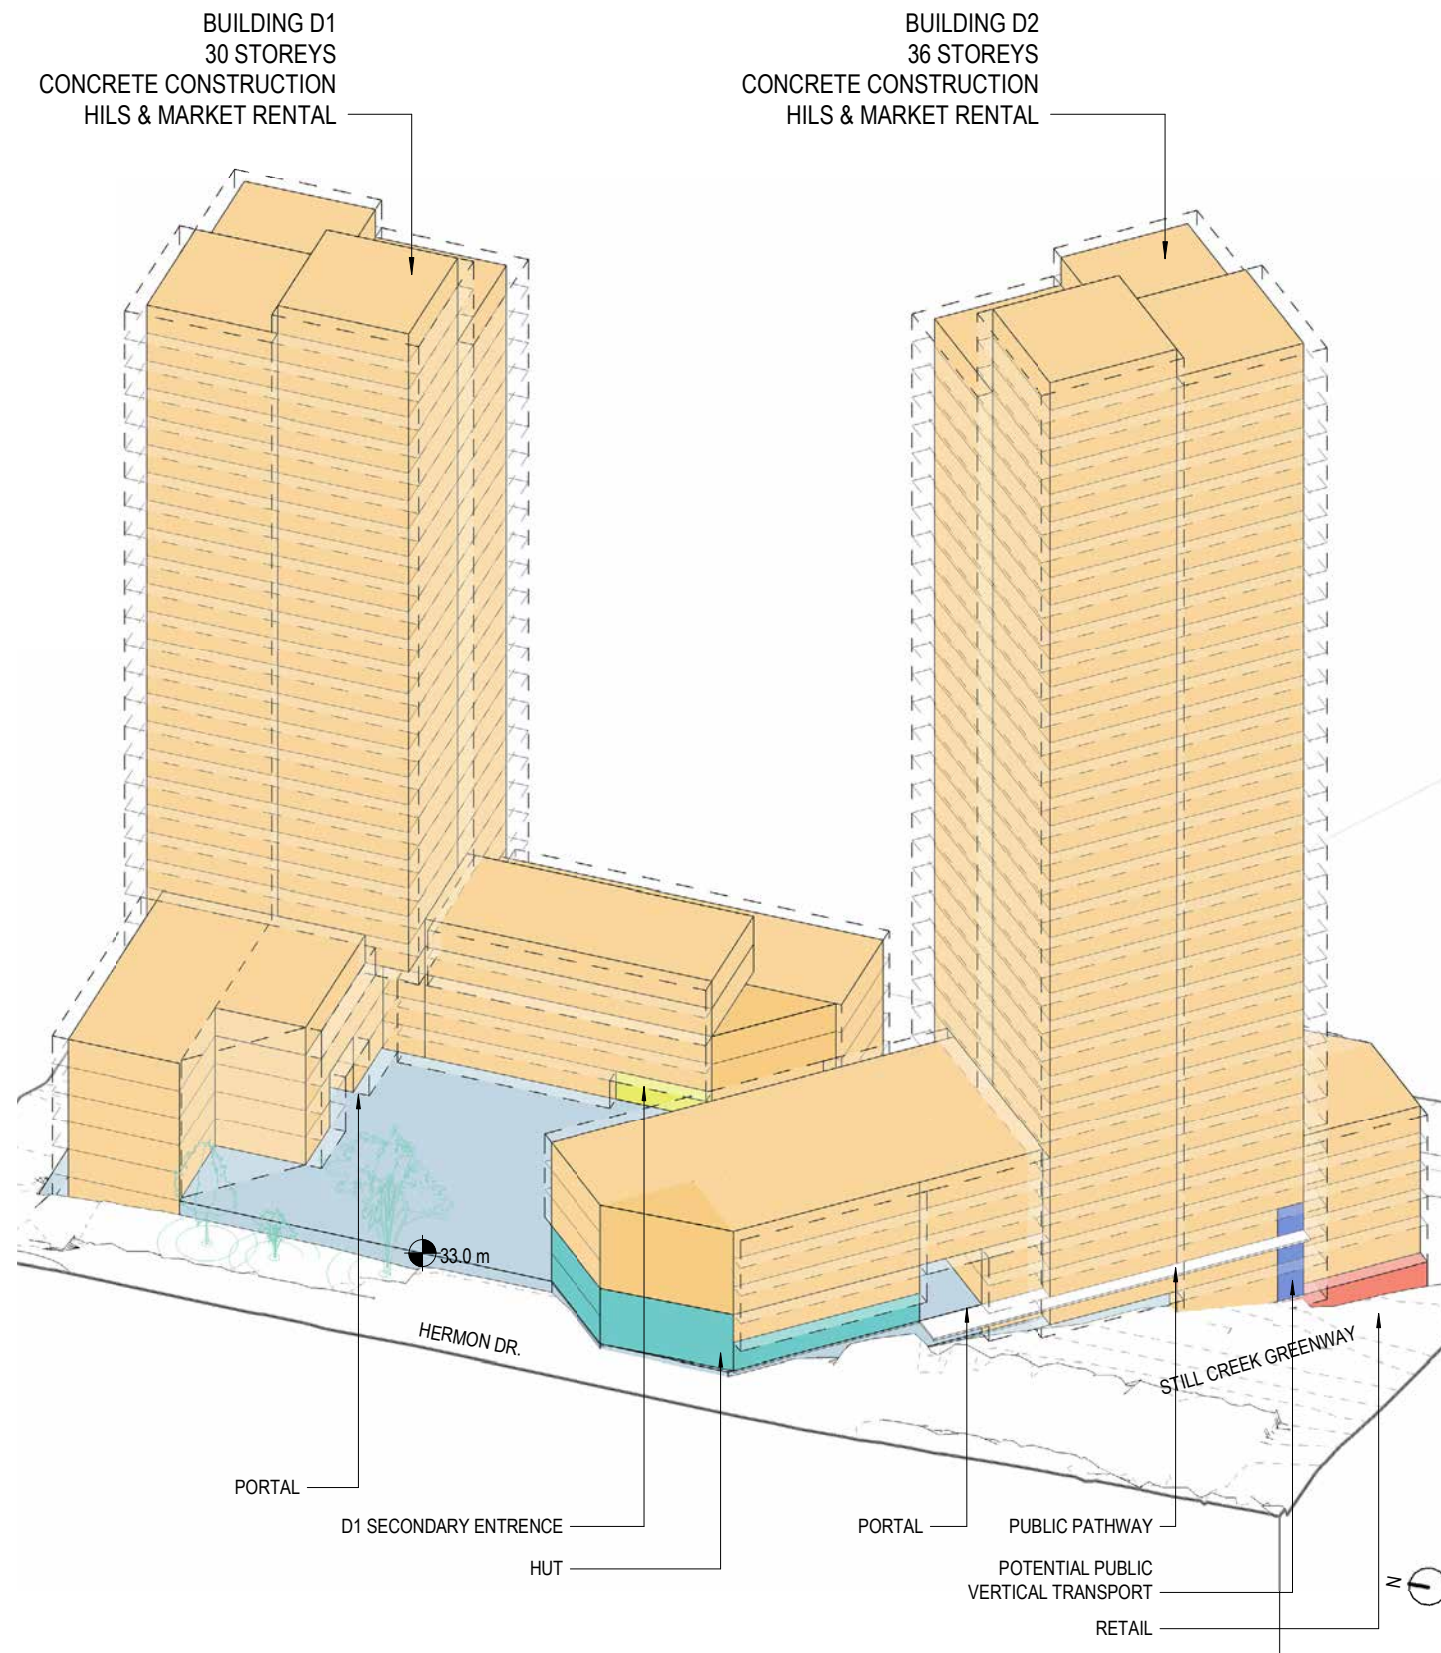 BUILDING D1
30 STOREYS
CONCRETE CONSTRUCTION
HILS & MARKET RENTAL
BUILDING D2
36 STOREYS
CONCRETE CONSTRUCTION
HILS & MARKET RENTAL
33.0 m
HERMON DR.
STILL CREEK GREENWAY
PORTAL
D1 SECONDARY ENTRENCE
HUT
PORTAL
PUBLIC PATHWAY
POTENTIAL PUBLIC
VERTICAL TRANSPORT
RETAIL
N